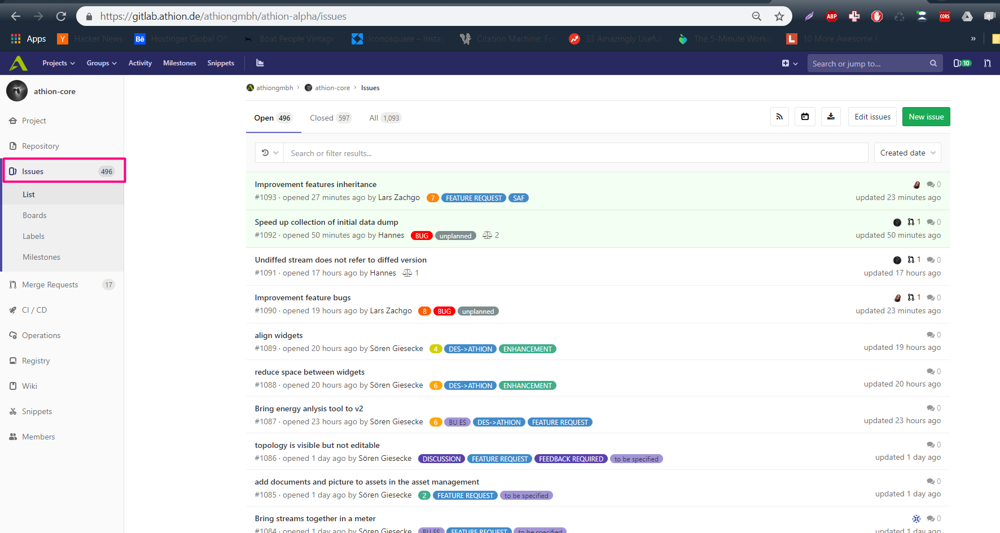 https://gitlab.athion.de/athiongmbh/athion-alpha/issues
ABP
CORS
Apps
Y Hacker News
Bē Hostinger Global Of
Boat People Vintage
Iconosquare – Instag
Citation Machine: Fo
33 Amazingly Useful
The 5-Minute Worko
L 10 More Awesome
»
Projects
Groups
Activity
Milestones
Snippets
Search or jump to...
10
athion-core
Project
Repository
Issues 496
List
Boards
Labels
Milestones
Merge Requests 17
CI / CD
Operations
Registry
Wiki
Snippets
Members
athiongmbh › athion-core › Issues
Open 496 Closed 597 All 1,093
Edit issues
New issue
Search or filter results...
Created date
Improvement features inheritance 0
#1093 · opened 27 minutes ago by Lars Zachgo 7 FEATURE REQUEST SAF updated 23 minutes ago
Speed up collection of initial data dump 1 0
#1092 · opened 50 minutes ago by Hannes BUG unplanned 2 updated 50 minutes ago
Undiffed stream does not refer to diffed version 1 0
#1091 · opened 17 hours ago by Hannes 1 updated 17 hours ago
Improvement feature bugs 1 0
#1090 · opened 19 hours ago by Lars Zachgo 8 BUG unplanned updated 23 minutes ago
align widgets 0
#1089 · opened 20 hours ago by Sören Giesecke 4 DES->ATHION ENHANCEMENT updated 19 hours ago
reduce space between widgets 0
#1088 · opened 20 hours ago by Sören Giesecke 6 DES->ATHION ENHANCEMENT updated 20 hours ago
Bring energy anlysis tool to v2 0
#1087 · opened 23 hours ago by Sören Giesecke 6 BU ES DES->ATHION FEATURE REQUEST updated 23 hours ago
topology is visible but not editable 0
#1086 · opened 1 day ago by Sören Giesecke DISCUSSION FEATURE REQUEST FEEDBACK REQUIRED to be specified updated 1 day ago
add documents and picture to assets in the asset management 0
#1085 · opened 1 day ago by Sören Giesecke 2 FEATURE REQUEST to be specified updated 1 day ago
Bring streams together in a meter 0
#1084 · opened 1 day ago by Sören Giesecke BU ES FEATURE REQUEST to be specified updated 1 day ago